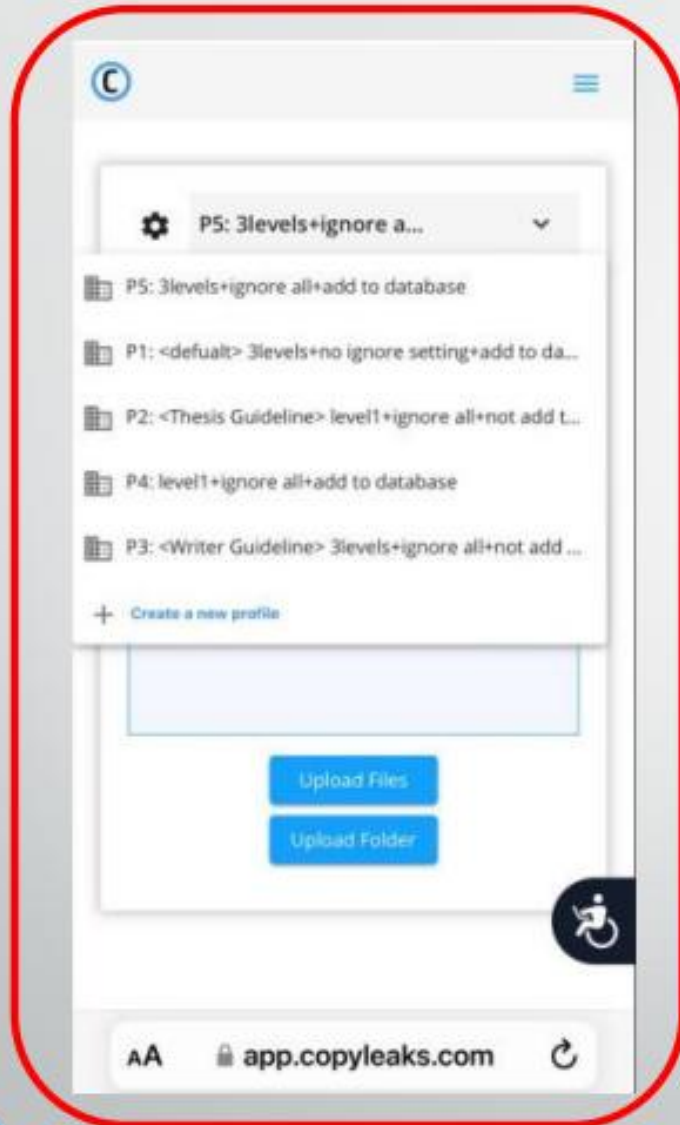 C
P5: 3levels+ignore a...
P5: 3levels+ignore all+add to database
P1: <defualt> 3levels+no ignore setting+add to da...
P2: <Thesis Guideline> level1+ignore all+not add t...
P4: level1+ignore all+add to database
P3: <Writer Guideline> 3levels+ignore all+not add ...
+ Create a new profile
Upload Files
Upload Folder
AA app.copyleaks.com